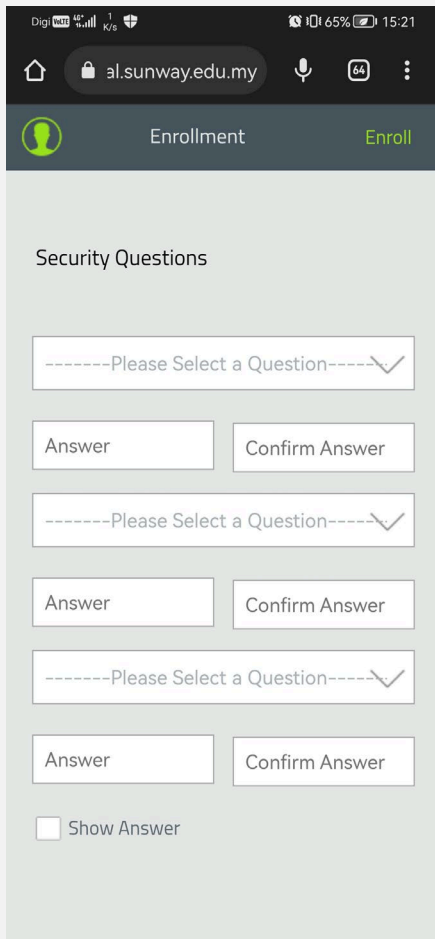 Digi VoLTE 4G+ 1 K/s 65% 15:21
al.sunway.edu.my 64
Enrollment Enroll
Security Questions
-------Please Select a Question-------
Answer Confirm Answer
-------Please Select a Question-------
Answer Confirm Answer
-------Please Select a Question-------
Answer Confirm Answer
Show Answer